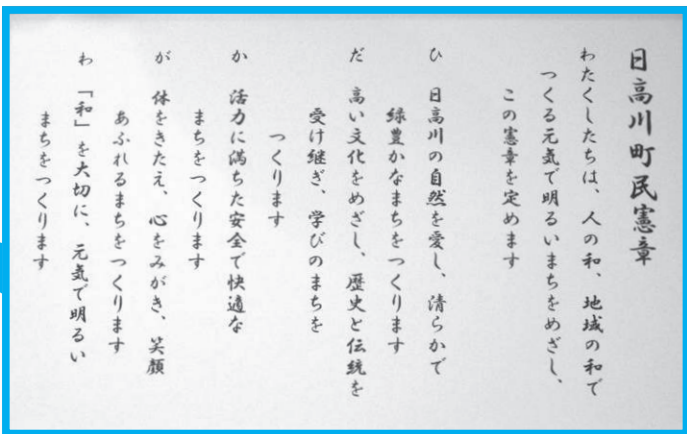 日高川町民憲章
わたくしたちは、人の和、地域の和で
つくる元気で明るいまちをめざし、
この憲章を定めます
ひ 日高川の自然を愛し、清らかで
緑豊かなまちをつくります
だ 高い文化をめざし、歴史と伝統を
受け継ぎ、学びのまちを
つくります
か 活力に満ちた安全で快適な
まちをつくります
が 体をきたえ、心をみがき、笑顔
あふれるまちをつくります
わ 「和」を大切に、元気で明るい
まちをつくります